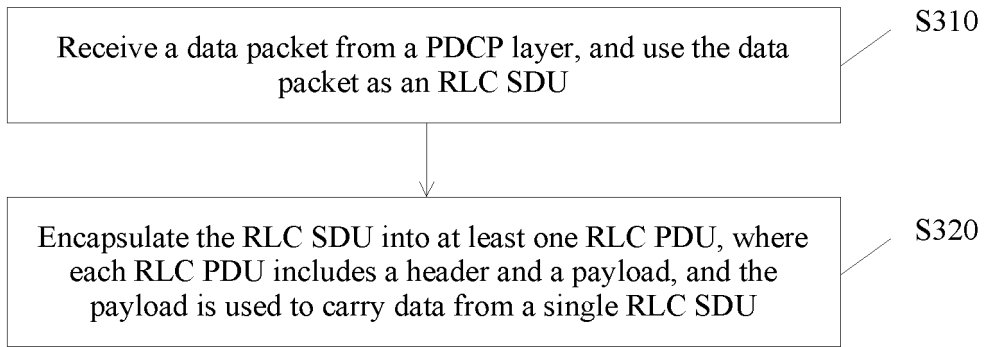 Receive a data packet from a PDCP layer, and use the data
packet as an RLC SDU
S310
Encapsulate the RLC SDU into at least one RLC PDU, where
each RLC PDU includes a header and a payload, and the
payload is used to carry data from a single RLC SDU
S320